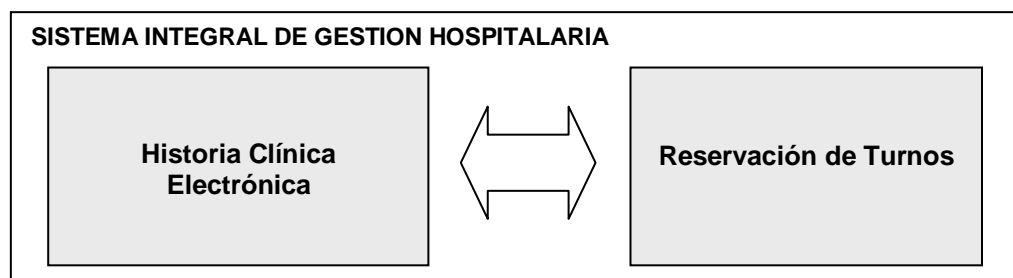 SISTEMA INTEGRAL DE GESTION HOSPITALARIA
Historia Clínica
Electrónica
Reservación de Turnos